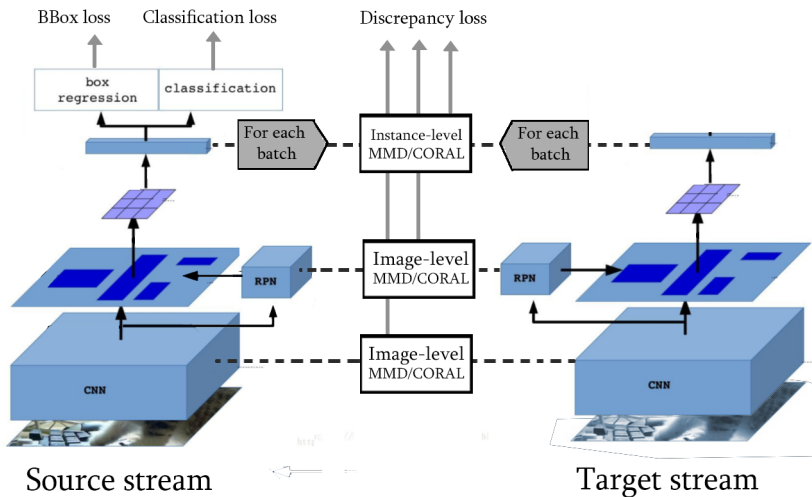 BBox loss
Classification loss
Discrepancy loss
box
regression
classification
For each
batch
Instance-level
MMD/CORAL
For each
batch
RPN
Image-level
MMD/CORAL
RPN
CNN
Image-level
MMD/CORAL
CNN
Source stream
Target stream